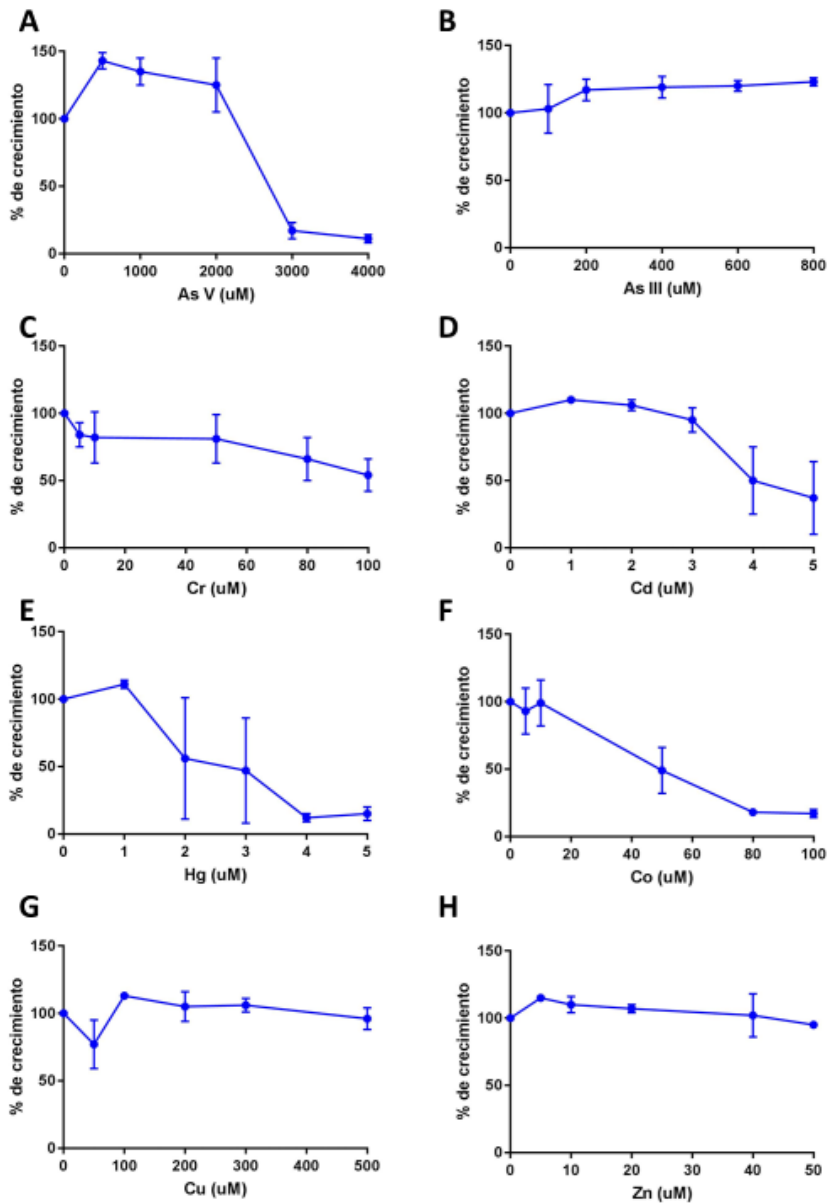 A
% de crecimiento
150
100
50
0
0 1000 2000 3000 4000
As V (uM)
B
% de crecimiento
150
100
50
0
0 200 400 600 800
As III (uM)
C
% de crecimiento
150
100
50
0
0 20 40 60 80 100
Cr (uM)
D
% de crecimiento
150
100
50
0
0 1 2 3 4 5
Cd (uM)
E
% de crecimiento
150
100
50
0
0 1 2 3 4 5
Hg (uM)
F
% de crecimiento
150
100
50
0
0 20 40 60 80 100
Co (uM)
G
% de crecimiento
150
100
50
0
0 100 200 300 400 500
Cu (uM)
H
% de crecimiento
150
100
50
0
0 10 20 30 40 50
Zn (uM)